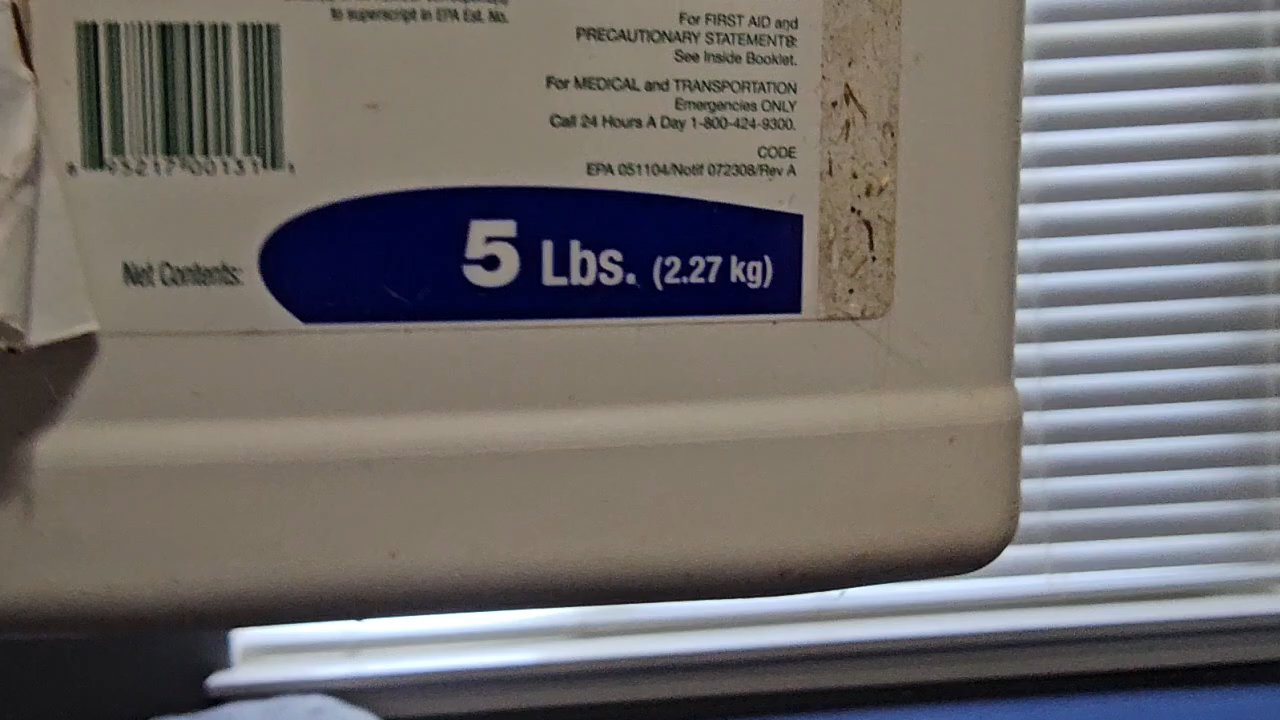 to superscript in EPA Est. No.
For FIRST AID and
PRECAUTIONARY STATEMENTS:
See Inside Booklet.
For MEDICAL and TRANSPORTATION
Emergencies ONLY
Call 24 Hours A Day 1-800-424-9300.
CODE
EPA 051104/Notif 072308/Rev A
Net Contents:
5 Lbs. (2.27 kg)